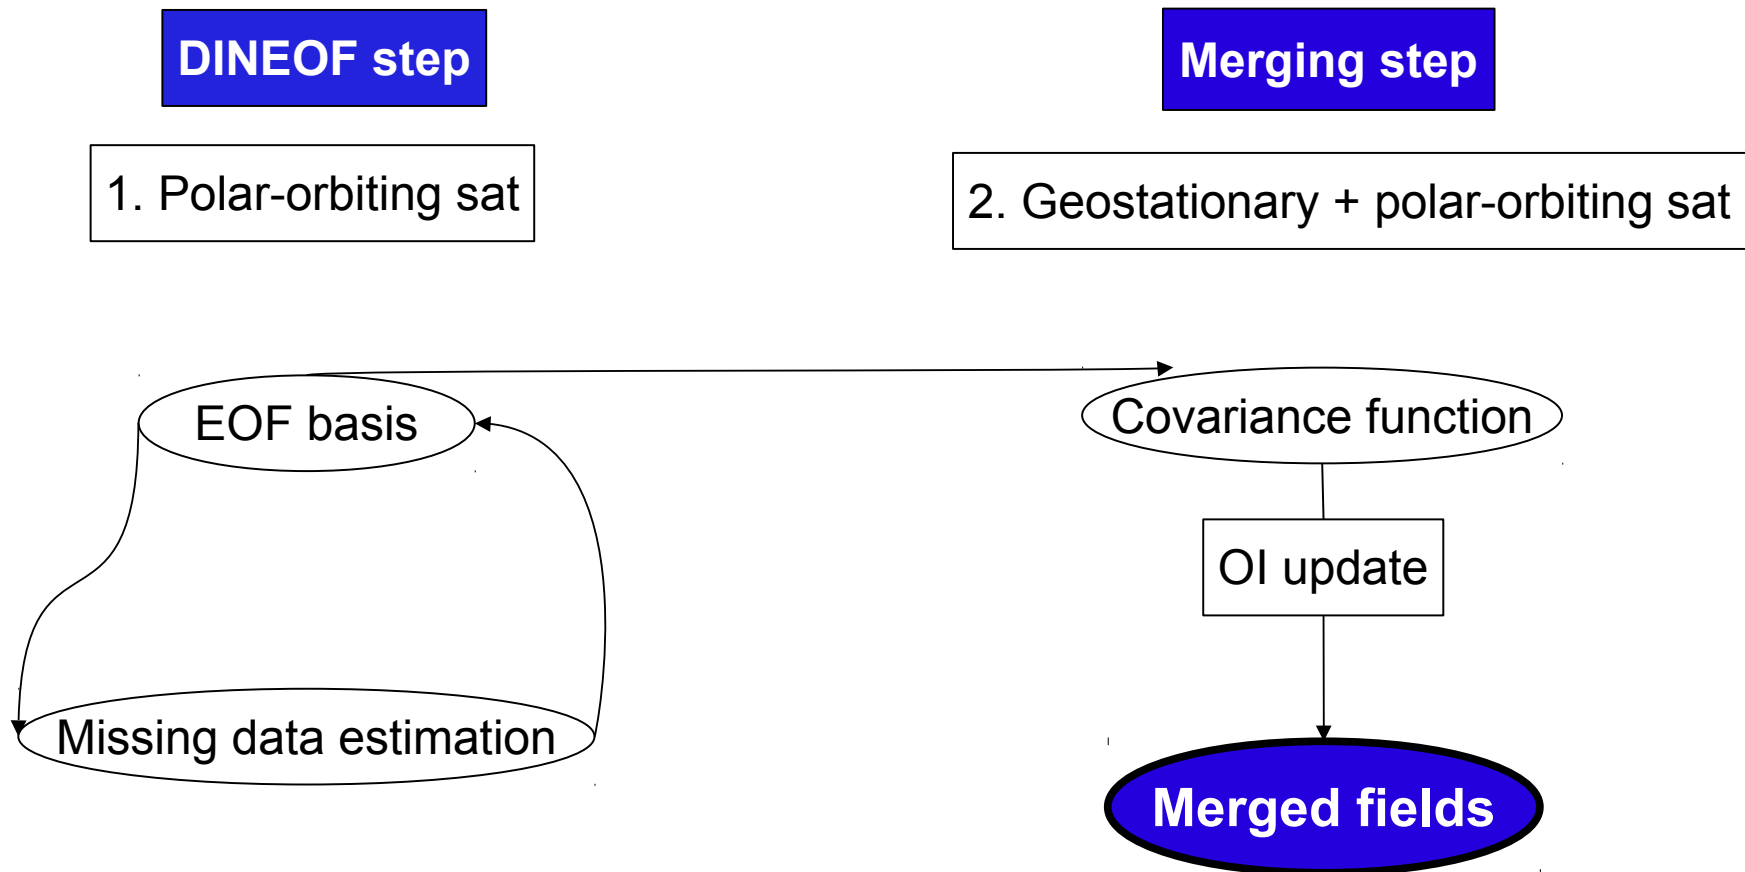 DINEOF step
1. Polar-orbiting sat
EOF basis
Missing data estimation
Merging step
2. Geostationary + polar-orbiting sat
Covariance function
OI update
Merged fields